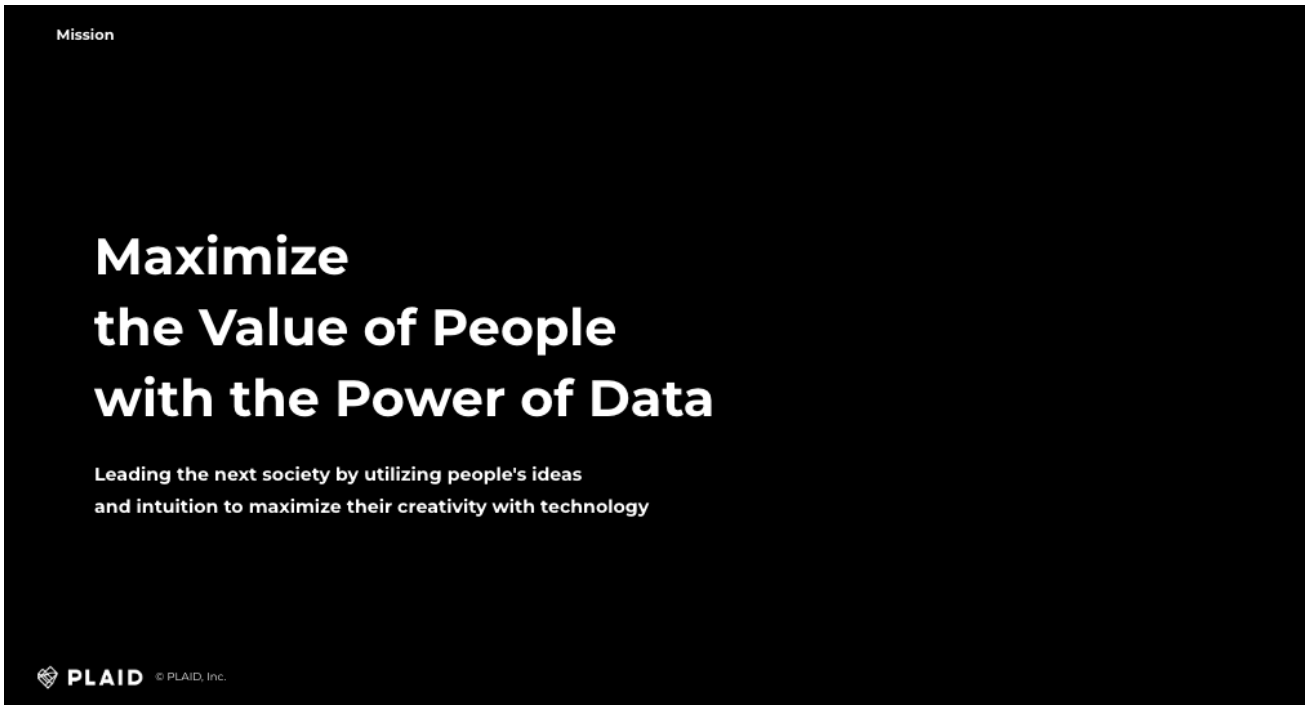 Mission
Maximize
the Value of People
with the Power of Data
Leading the next society by utilizing people's ideas
and intuition to maximize their creativity with technology
PLAID © PLAID, Inc.